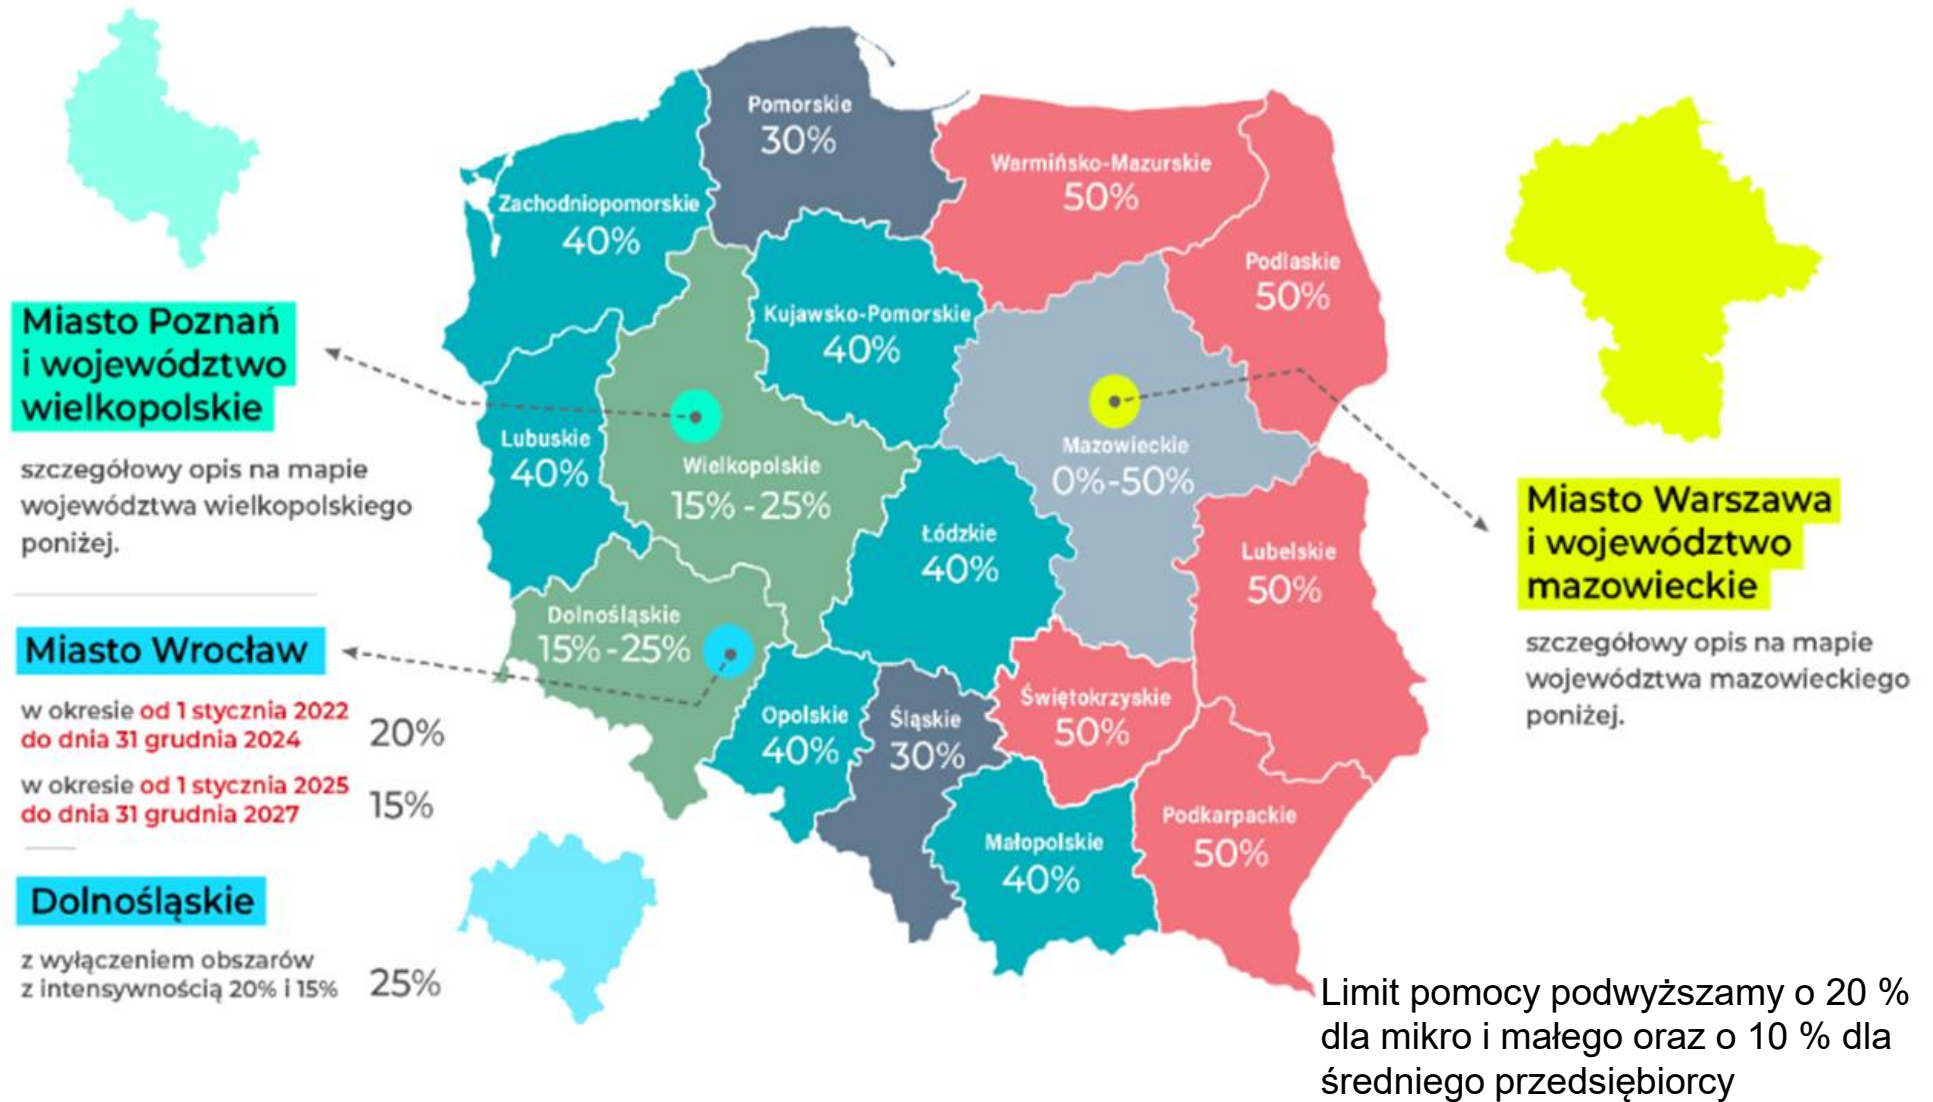 Miasto Poznań
i województwo
wielkopolskie
szczegółowy opis na mapie
województwa wielkopolskiego
poniżej.
Miasto Wrocław
w okresie od 1 stycznia 2022
do dnia 31 grudnia 2024
20%
w okresie od 1 stycznia 2025
do dnia 31 grudnia 2027
15%
Dolnośląskie
z wyłączeniem obszarów
z intensywnością 20% i 15%
25%
Pomorskie
30%
Warmińsko-Mazurskie
50%
Zachodniopomorskie
40%
Podlaskie
50%
Kujawsko-Pomorskie
40%
Lubuskie
40%
Wielkopolskie
15% - 25%
Mazowieckie
0%-50%
Łódzkie
40%
Lubelskie
50%
Dolnośląskie
15% - 25%
Opolskie
40%
Śląskie
30%
Świętokrzyskie
50%
Małopolskie
40%
Podkarpackie
50%
Miasto Warszawa
i województwo
mazowieckie
szczegółowy opis na mapie
województwa mazowieckiego
poniżej.
Limit pomocy podwyższamy o 20 %
dla mikro i małego oraz o 10 % dla
średniego przedsiębiorcy